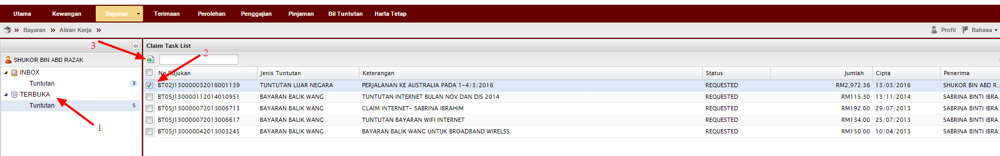 Utama Kewangan Bayaran Terimaan Perolehan Penggajian Pinjaman Bil Tuntutan Harta Tetap
» Bayaran » Aliran Kerja » Profil Bahasa
3 « Claim Task List
SHUKOR BIN ABD RAZAK 2
INBOX No Rujukan Jenis Tuntutan Keterangan Status Jumlah Cipta Penerima
Tuntutan 3 BT02J130000032016001139 TUNTUTAN LUAR NEGARA PERJALANAN KE AUSTRALIA PADA 1-4/3/2016 REQUESTED RM2,972.36 13/03/2016 SHUKOR BIN ABD R...
TERBUKA BT05J130000112014010951 BAYARAN BALIK WANG TUNTUTAN INTERNET BULAN NOV DAN DIS 2014 REQUESTED RM115.30 13/11/2014 SABRINA BINTI IBRA...
Tuntutan 5 BT05J130000072013006713 BAYARAN BALIK WANG CLAIM INTERNET- SABRINA IBRAHIM REQUESTED RM192.00 29/07/2013 SABRINA BINTI IBRA...
BT05J130000072013006617 BAYARAN BALIK WANG TUNTUTAN BAYARAN WIFI INTERNET REQUESTED RM134.00 25/07/2013 SABRINA BINTI IBRA...
1 BT05J130000042013003245 BAYARAN BALIK WANG BAYARAN BALIK WANG UNTUK BROADBAND WIRELSS REQUESTED RM150.00 10/04/2013 SABRINA BINTI IBRA...